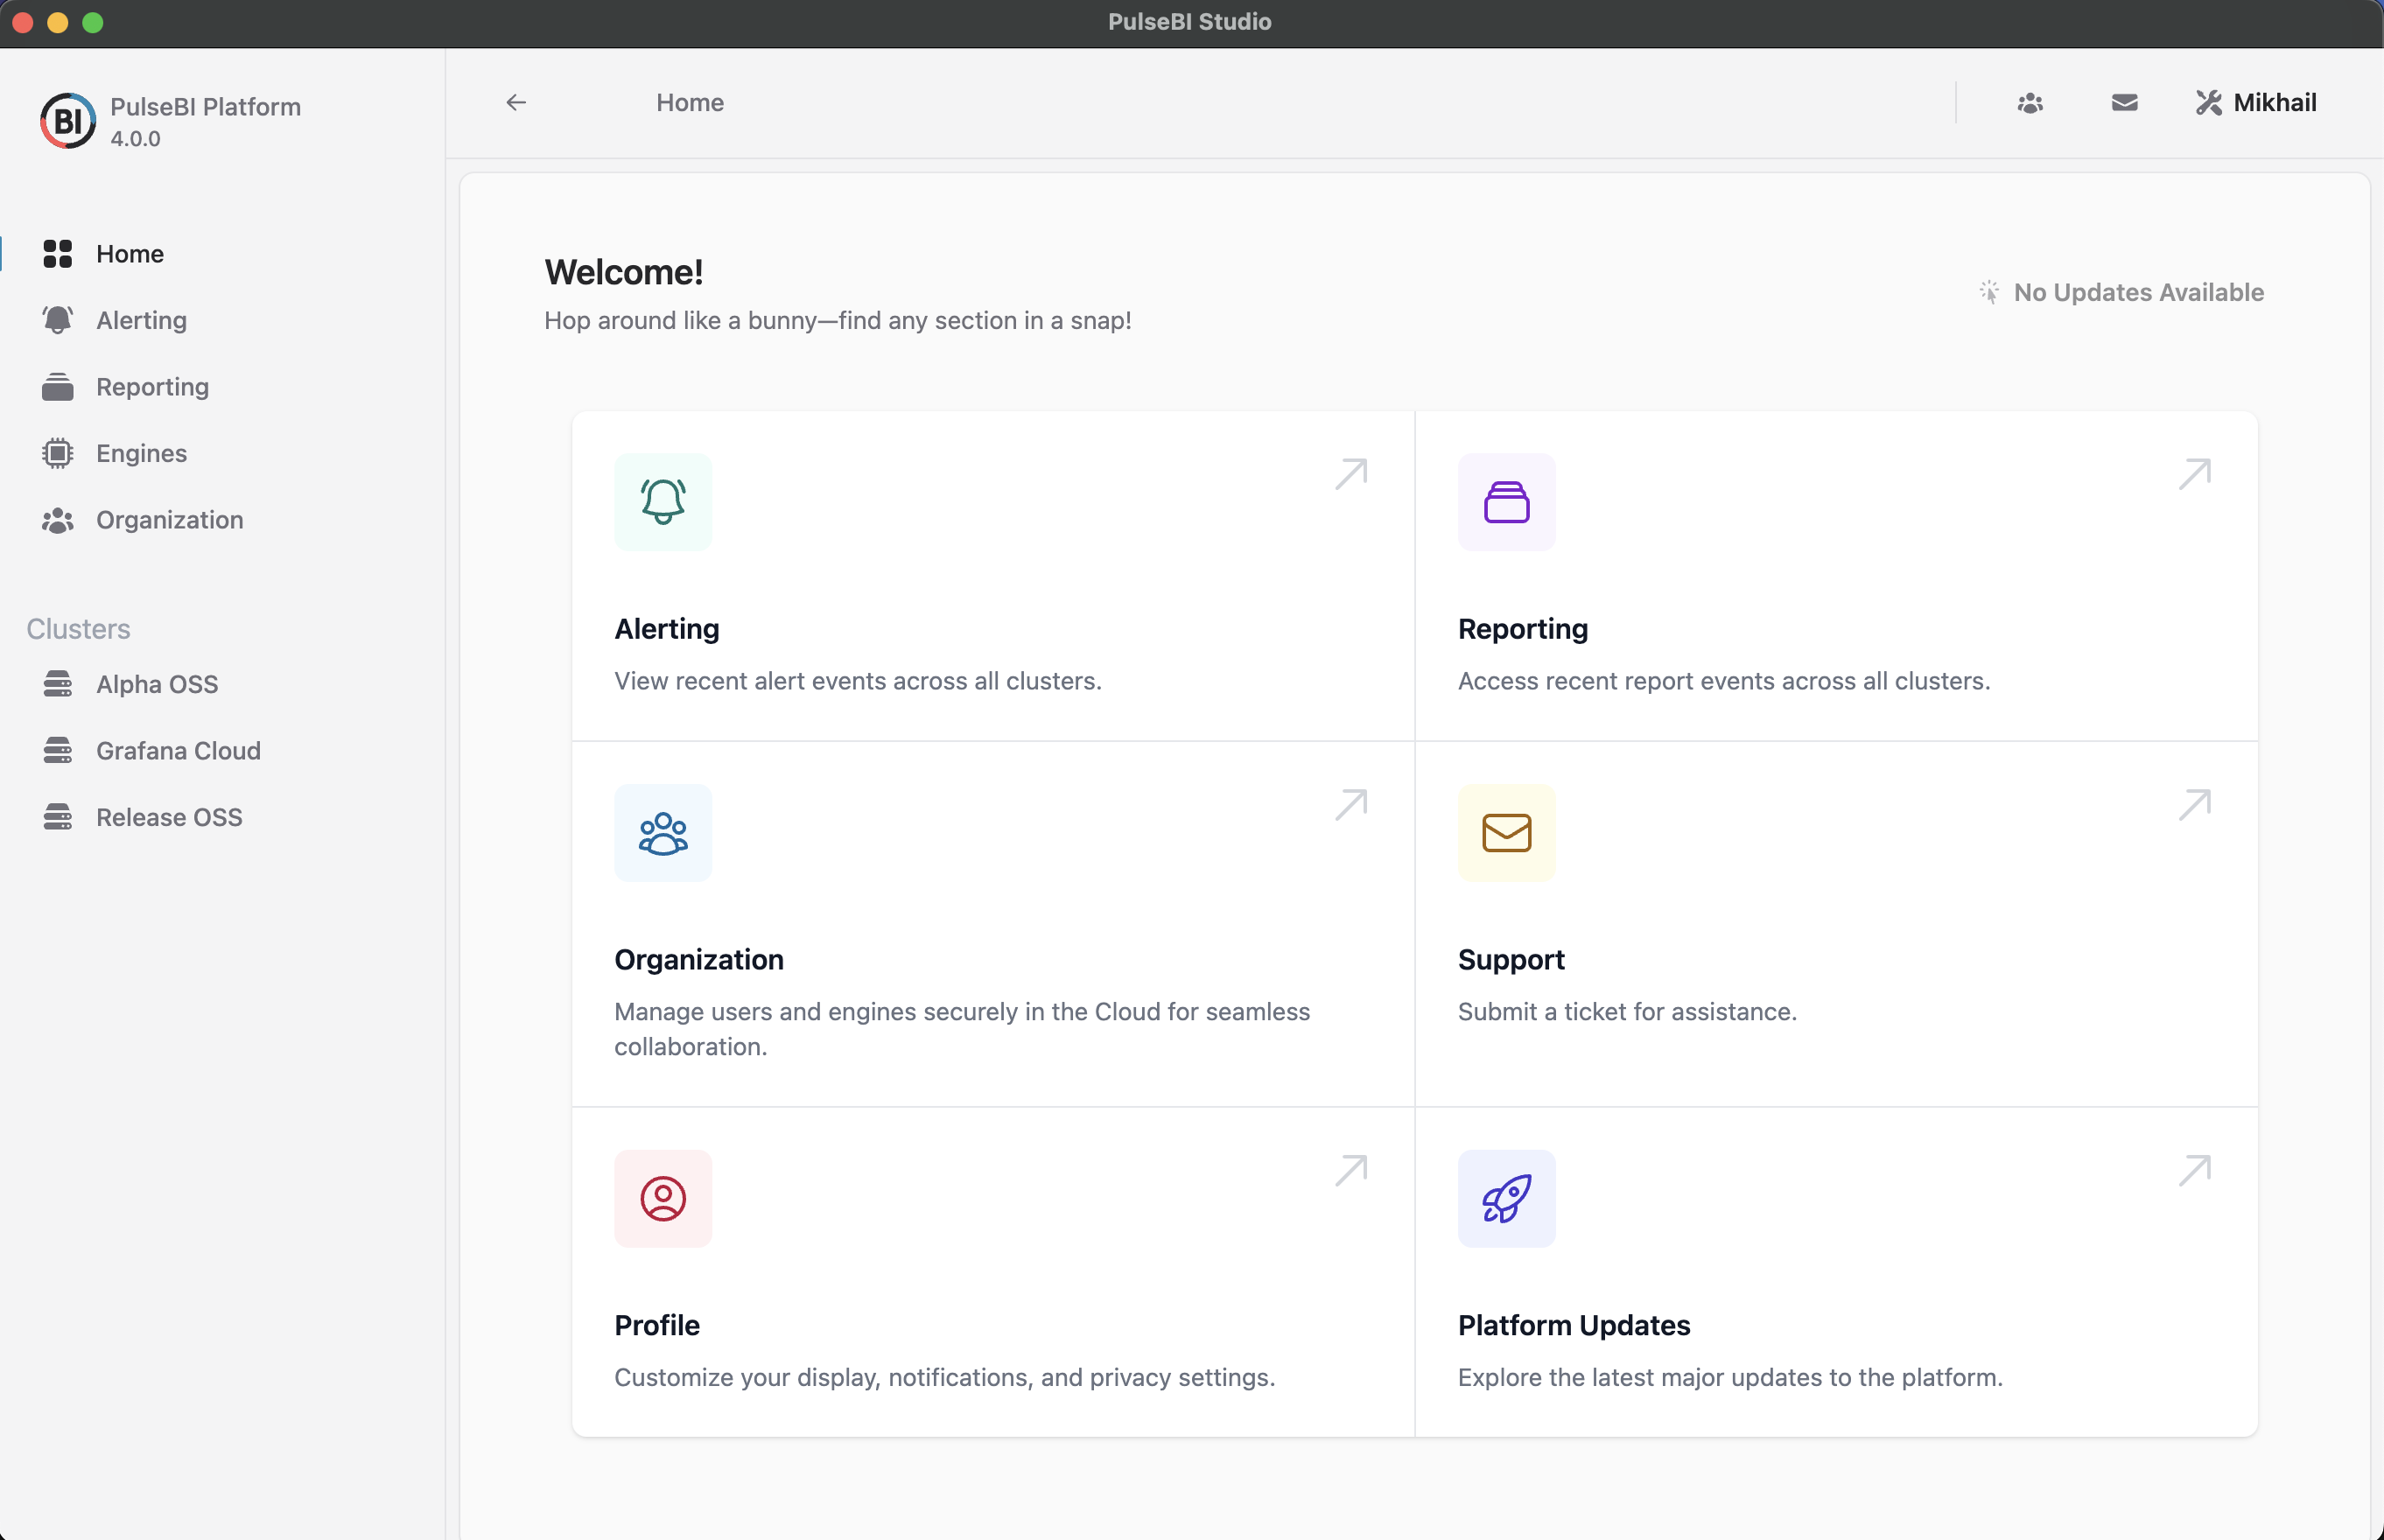 PulseBI Studio
BI
PulseBI Platform
4.0.0
Home
Mikhail
Home
Alerting
Reporting
Engines
Organization
Clusters
Alpha OSS
Grafana Cloud
Release OSS
Welcome!
Hop around like a bunny—find any section in a snap!
No Updates Available
Alerting
View recent alert events across all clusters.
Reporting
Access recent report events across all clusters.
Organization
Manage users and engines securely in the Cloud for seamless
collaboration.
Support
Submit a ticket for assistance.
Profile
Customize your display, notifications, and privacy settings.
Platform Updates
Explore the latest major updates to the platform.